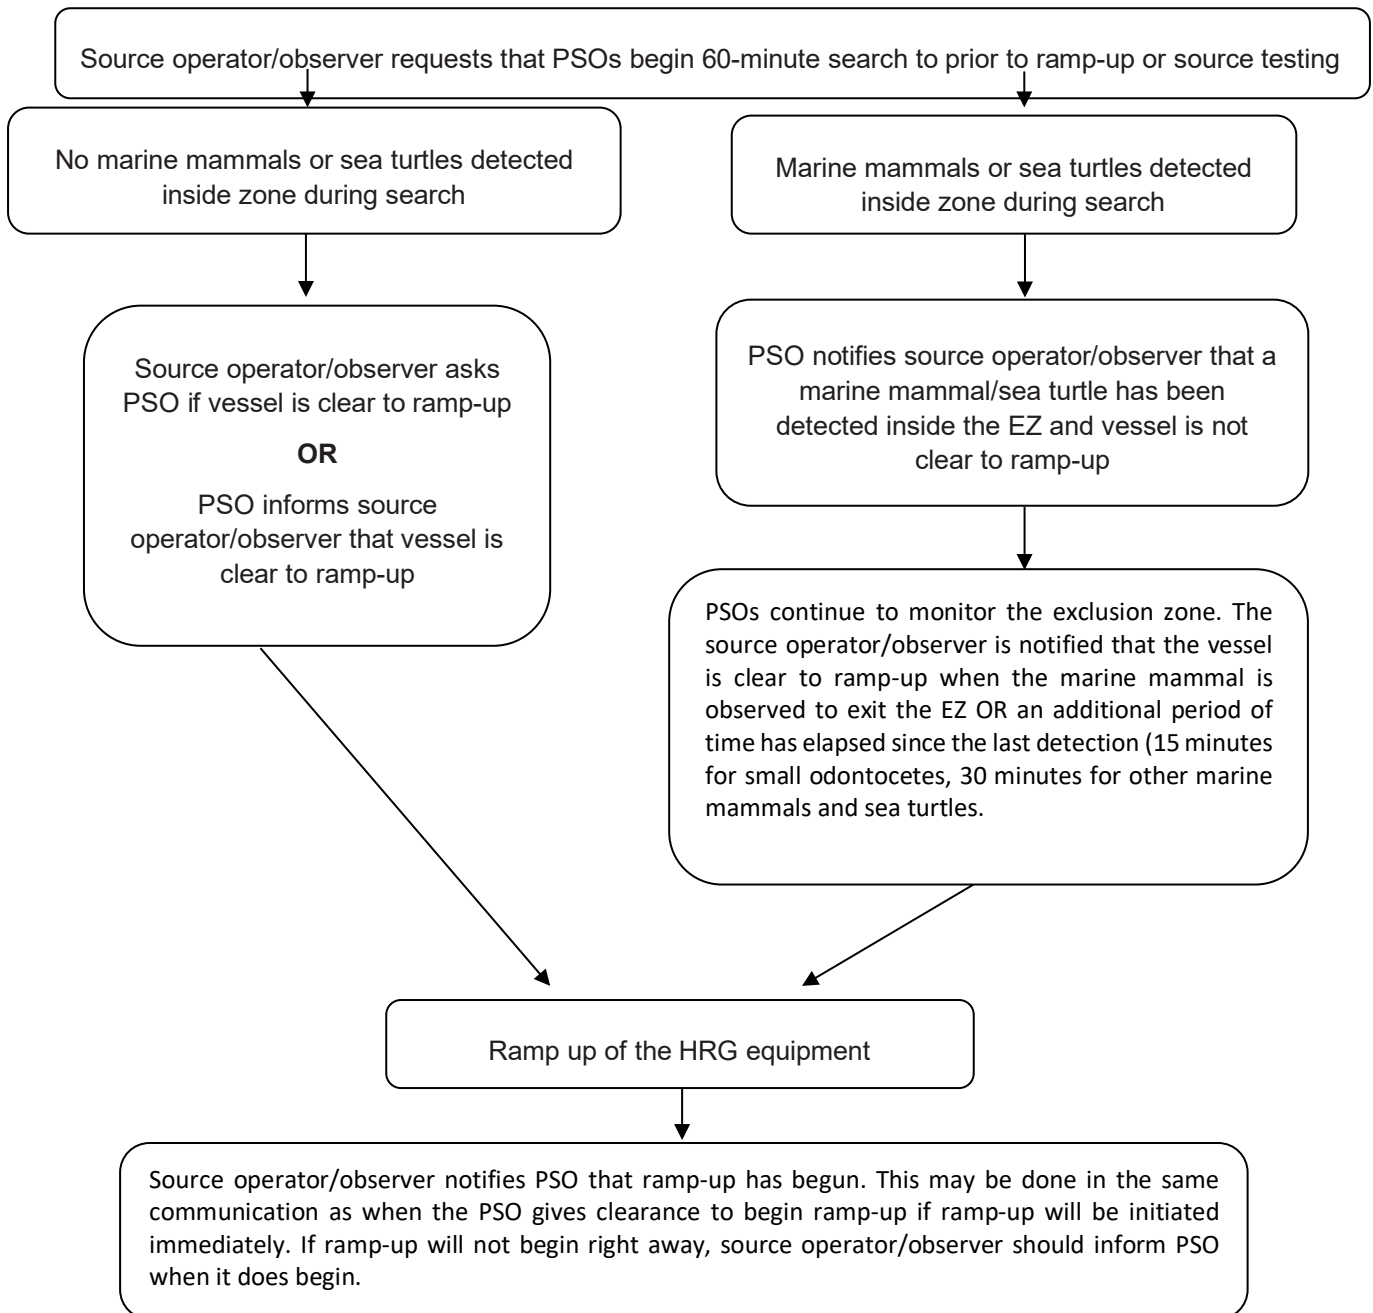 Source operator/observer requests that PSOs begin 60-minute search to prior to ramp-up or source testing
No marine mammals or sea turtles detected
inside zone during search
Marine mammals or sea turtles detected
inside zone during search
Source operator/observer asks
PSO if vessel is clear to ramp-up
OR
PSO informs source
operator/observer that vessel is
clear to ramp-up
PSO notifies source operator/observer that a
marine mammal/sea turtle has been
detected inside the EZ and vessel is not
clear to ramp-up
PSOs continue to monitor the exclusion zone. The
source operator/observer is notified that the vessel
is clear to ramp-up when the marine mammal is
observed to exit the EZ OR an additional period of
time has elapsed since the last detection (15 minutes
for small odontocetes, 30 minutes for other marine
mammals and sea turtles.
Ramp up of the HRG equipment
Source operator/observer notifies PSO that ramp-up has begun. This may be done in the same
communication as when the PSO gives clearance to begin ramp-up if ramp-up will be initiated
immediately. If ramp-up will not begin right away, source operator/observer should inform PSO
when it does begin.